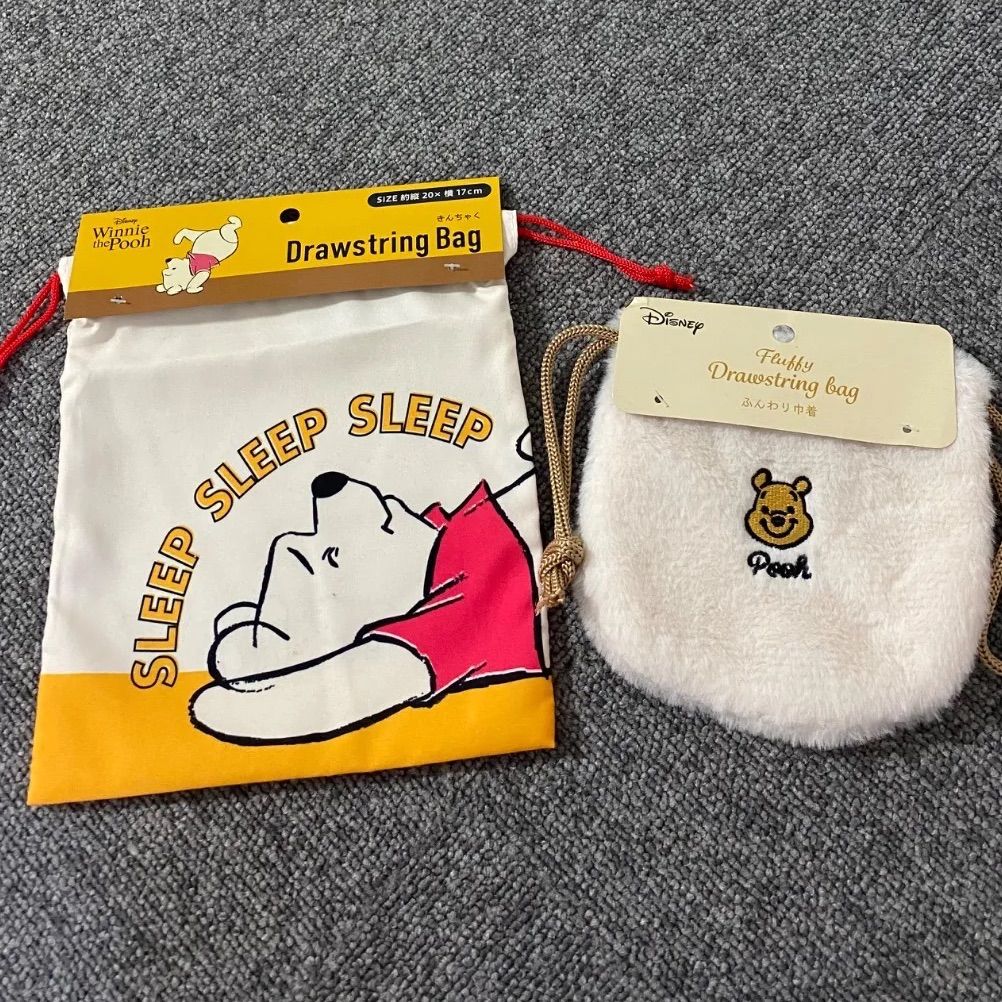 SIZE 約縦 20× 横 17cm
Disney
Winnie
the Pooh
きんちゃく
Drawstring Bag
SLEEP SLEEP SLEEP SLEEP
Disney
Fluffy
Drawstring bag
ふんわり巾着
Pooh